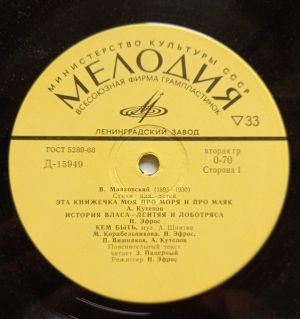 МИНИСТЕРСТВО КУЛЬТУРЫ СССР
МЕЛОДИЯ
ВСЕСОЮЗНАЯ ФИРМА ГРАМПЛАСТИНОК
▽33
ЛЕНИНГРАДСКИЙ ЗАВОД
ГОСТ 5289-68
Д-15949
вторая гр
0-70
Сторона 1
В. Маяковский (1893-1930)
Стихи для детей
ЭТА КНИЖЕЧКА МОЯ ПРО МОРЯ И ПРО МАЯК
А. Кутепов
ИСТОРИЯ ВЛАСА-ЛЕНТЯЯ И ЛОБОТРЯСА
Н. Эфрос
КЕМ БЫТЬ, муз. А. Шнитке
М. Корабельникова, Н. Эфрос,
П. Вишняков, А. Кутепов
Пояснительный текст
читает З. Паперный
Режиссер Н. Эфрос